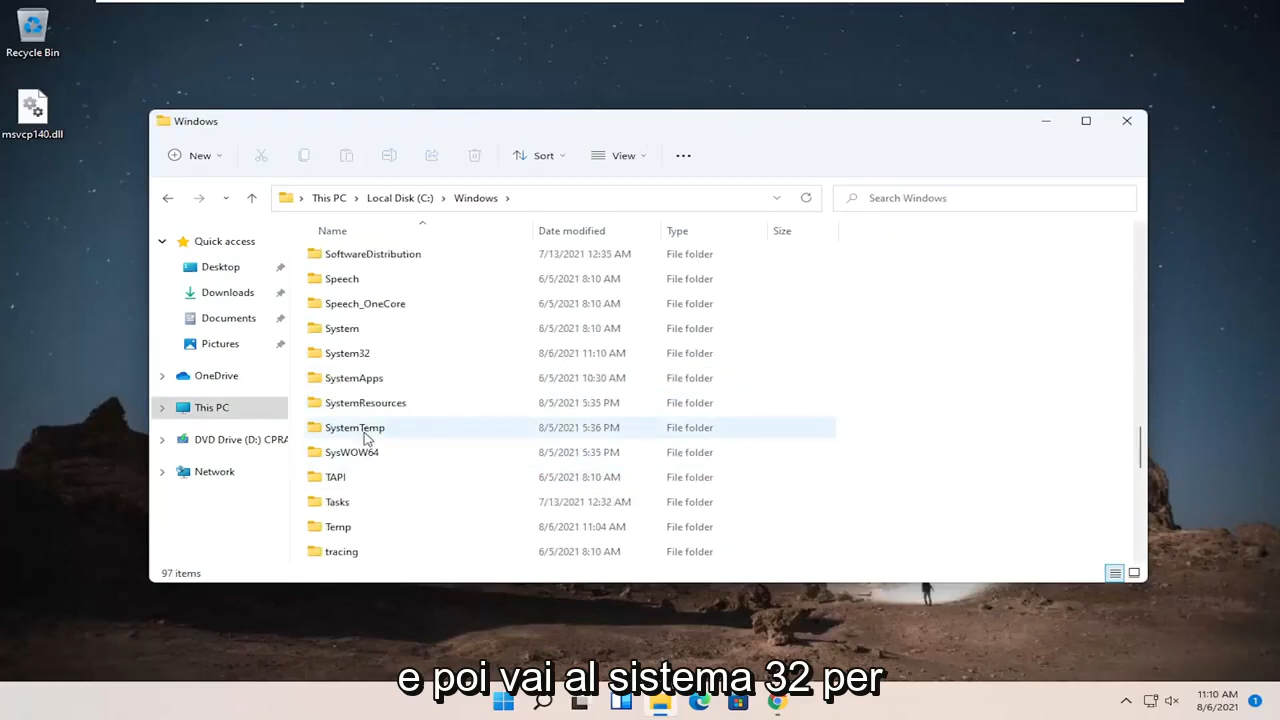 Recycle Bin
msvcp140.dll
Windows
New
Sort
View
This PC
Local Disk (C:)
Windows
Search Windows
Name
Date modified
Type
Size
Quick access
Desktop
Downloads
Documents
Pictures
OneDrive
This PC
DVD Drive (D:) CPRA
Network
SoftwareDistribution 7/13/2021 12:35 AM File folder
Speech 6/5/2021 8:10 AM File folder
Speech_OneCore 6/5/2021 8:10 AM File folder
System 6/5/2021 8:10 AM File folder
System32 8/6/2021 11:10 AM File folder
SystemApps 6/5/2021 10:30 AM File folder
SystemResources 8/5/2021 5:35 PM File folder
SystemTemp 8/5/2021 5:36 PM File folder
SysWOW64 8/5/2021 5:35 PM File folder
TAPI 6/5/2021 8:10 AM File folder
Tasks 7/13/2021 12:32 AM File folder
Temp 8/6/2021 11:04 AM File folder
tracing 6/5/2021 8:10 AM File folder
97 items
e poi vai al sistema 32 per
11:10 AM
8/6/2021
1